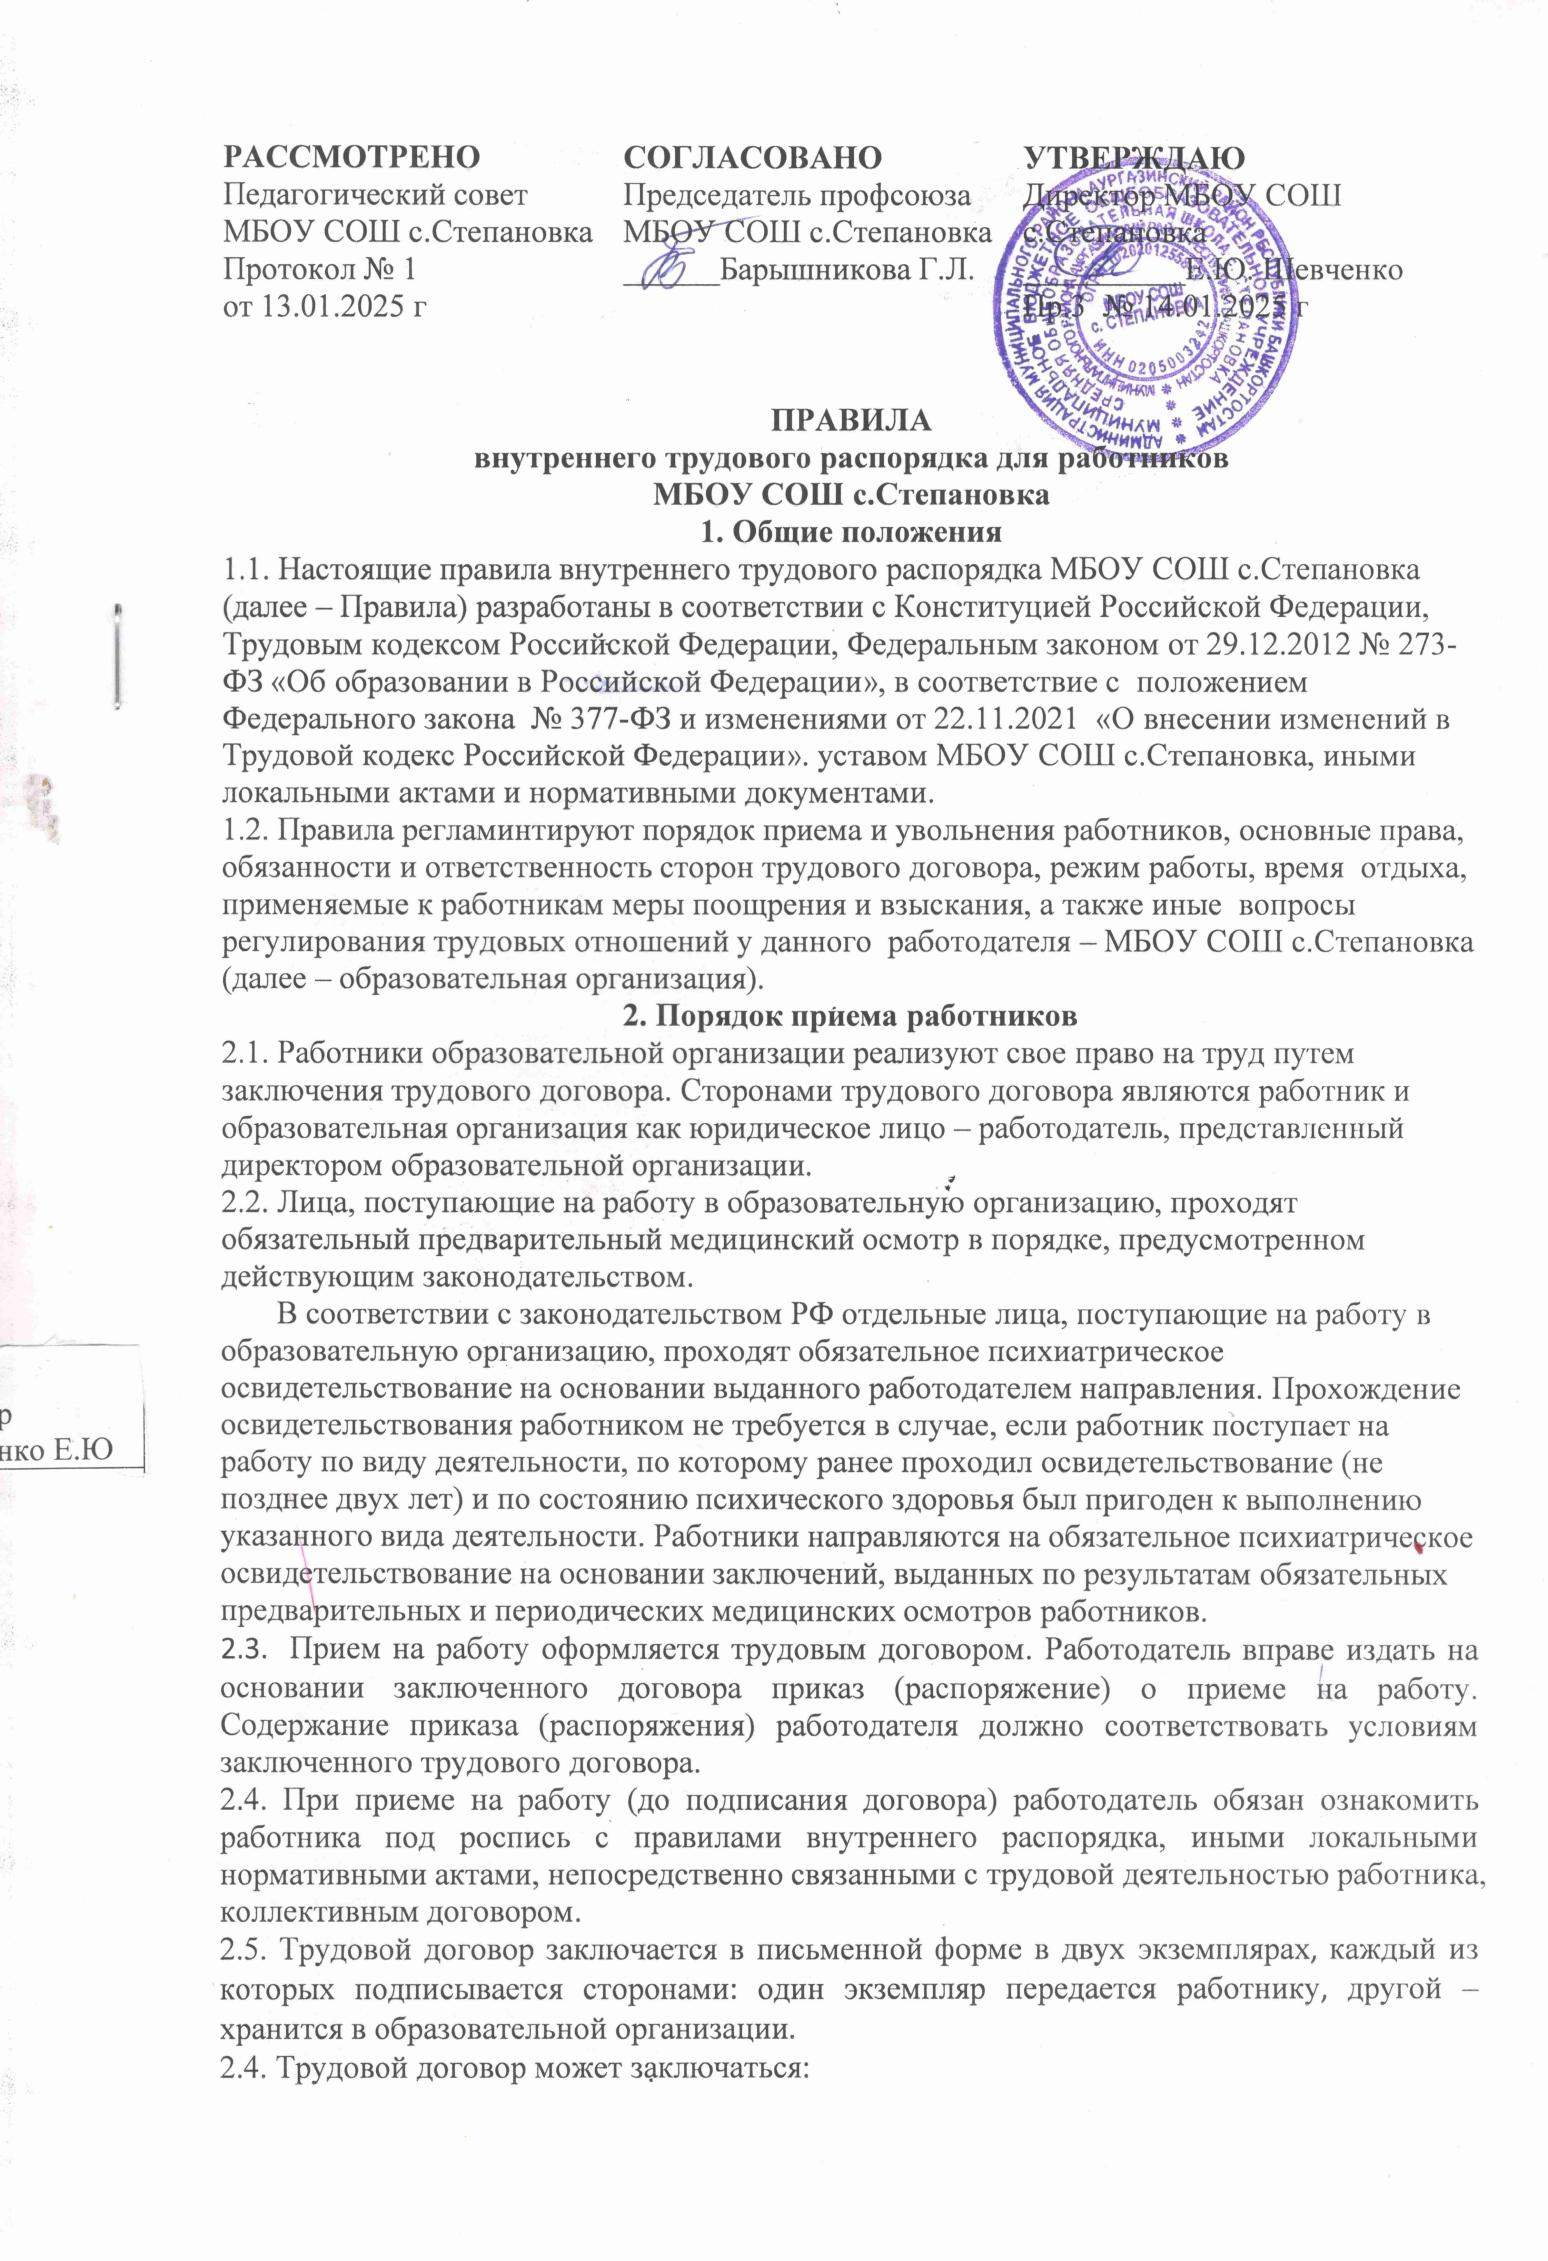 РАССМОТРЕНО
Педагогический совет
МБОУ СОШ с.Степановка
Протокол № 1
от 13.01.2025 г
СОГЛАСОВАНО
Председатель профсоюза
МБОУ СОШ с.Степановка
______Барышникова Г.Л.
УТВЕРЖДАЮ
Директор МБОУ СОШ
с.Степановка
Е.Ю. Шевченко
Пр.3 № 14.01.2025 г
МБОУ СОШ
с. СТЕПАНОВКА
ИНН 0205003242
ПРАВИЛА
внутреннего трудового распорядка для работников
МБОУ СОШ с.Степановка
1. Общие положения
1.1. Настоящие правила внутреннего трудового распорядка МБОУ СОШ с.Степановка
(далее – Правила) разработаны в соответствии с Конституцией Российской Федерации,
Трудовым кодексом Российской Федерации, Федеральным законом от 29.12.2012 № 273-
ФЗ «Об образовании в Российской Федерации», в соответствие с положением
Федерального закона № 377-ФЗ и изменениями от 22.11.2021 «О внесении изменений в
Трудовой кодекс Российской Федерации». уставом МБОУ СОШ с.Степановка, иными
локальными актами и нормативными документами.
1.2. Правила регламинтируют порядок приема и увольнения работников, основные права,
обязанности и ответственность сторон трудового договора, режим работы, время отдыха,
применяемые к работникам меры поощрения и взыскания, а также иные вопросы
регулирования трудовых отношений у данного работодателя – МБОУ СОШ с.Степановка
(далее – образовательная организация).
2. Порядок приема работников
2.1. Работники образовательной организации реализуют свое право на труд путем
заключения трудового договора. Сторонами трудового договора являются работник и
образовательная организация как юридическое лицо – работодатель, представленный
директором образовательной организации.
2.2. Лица, поступающие на работу в образовательную организацию, проходят
обязательный предварительный медицинский осмотр в порядке, предусмотренном
действующим законодательством.
В соответствии с законодательством РФ отдельные лица, поступающие на работу в
образовательную организацию, проходят обязательное психиатрическое
освидетельствование на основании выданного работодателем направления. Прохождение
освидетельствования работником не требуется в случае, если работник поступает на
работу по виду деятельности, по которому ранее проходил освидетельствование (не
позднее двух лет) и по состоянию психического здоровья был пригоден к выполнению
указанного вида деятельности. Работники направляются на обязательное психиатрическое
освидетельствование на основании заключений, выданных по результатам обязательных
предварительных и периодических медицинских осмотров работников.
2.3. Прием на работу оформляется трудовым договором. Работодатель вправе издать на
основании заключенного договора приказ (распоряжение) о приеме на работу.
Содержание приказа (распоряжения) работодателя должно соответствовать условиям
заключенного трудового договора.
2.4. При приеме на работу (до подписания договора) работодатель обязан ознакомить
работника под роспись с правилами внутреннего распорядка, иными локальными
нормативными актами, непосредственно связанными с трудовой деятельностью работника,
коллективным договором.
2.5. Трудовой договор заключается в письменной форме в двух экземплярах, каждый из
которых подписывается сторонами: один экземпляр передается работнику, другой –
хранится в образовательной организации.
2.4. Трудовой договор может заключаться:
р
нко Е.Ю